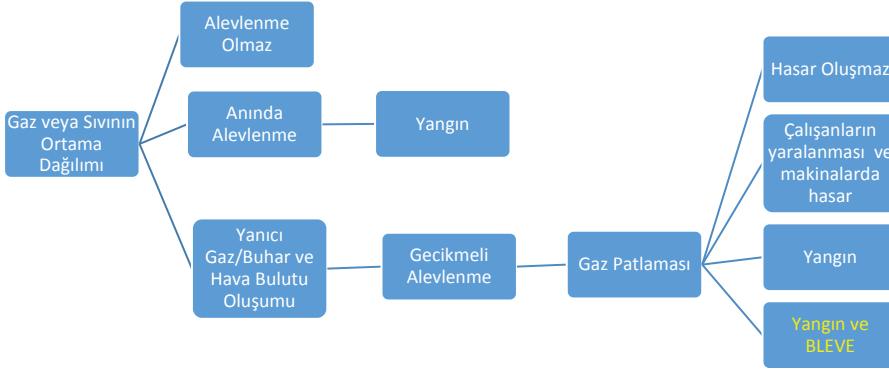 Gaz veya Sıvının
Ortama
Dağılımı
Alevlenme
Olmaz
Anında
Alevlenme
Yangın
Yanıcı
Gaz/Buhar ve
Hava Bulutu
Oluşumu
Gecikmeli
Alevlenme
Gaz Patlaması
Hasar Oluşmaz
Çalışanların
yaralanması ve
makinalarda
hasar
Yangın
Yangın ve
BLEVE